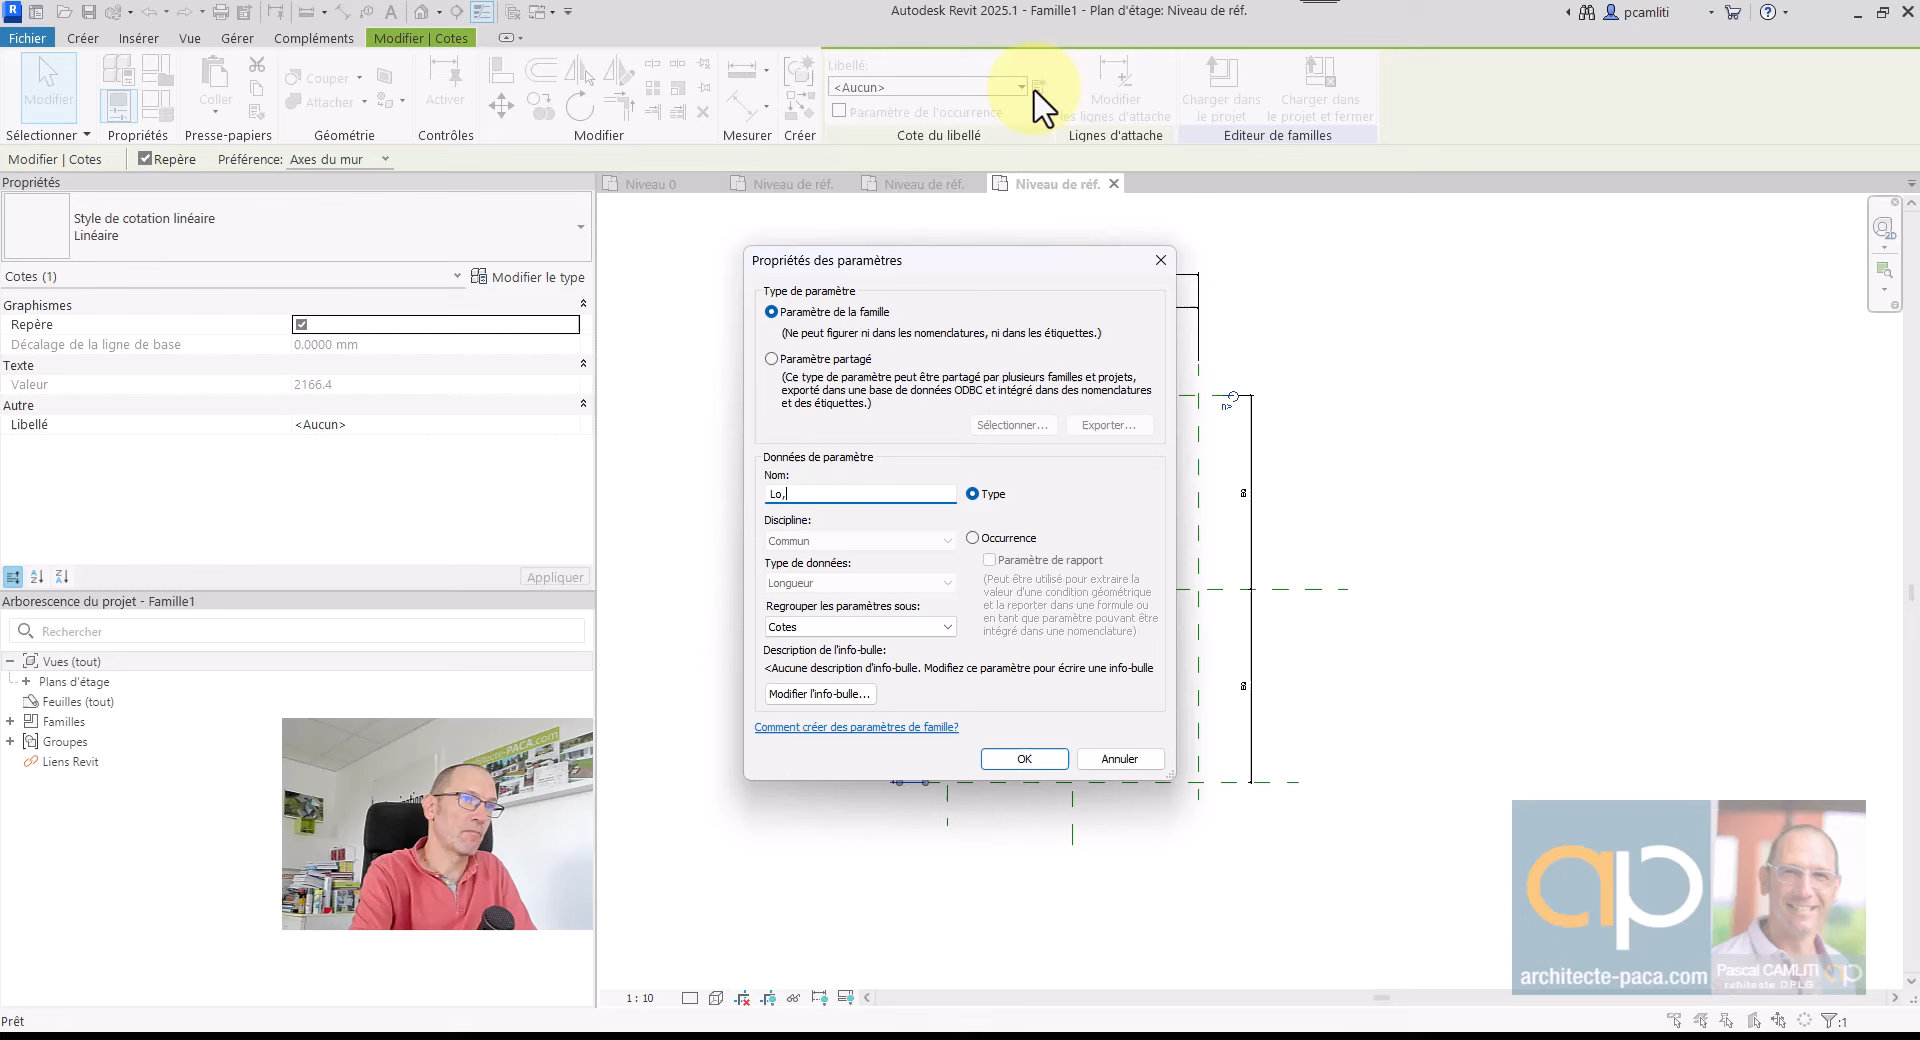 Autodesk Revit 2025.1 - Famille1 - Plan d'étage: Niveau de réf.
pcamliti
Fichier Créer Insérer Vue Gérer Compléments Modifier | Cotes
Modifier
Coller
Couper
Attacher
Activer
Libellé:
<Aucun>
Paramètre de l'occurrence
Modifier
les lignes d'attache
Charger dans
le projet
Charger dans
le projet et fermer
Sélectionner Propriétés Presse-papiers Géométrie Contrôles Modifier Mesurer Créer Cote du libellé Lignes d'attache Editeur de familles
Modifier | Cotes Repère Préférence: Axes du mur
Propriétés
Niveau 0 Niveau de réf. Niveau de réf. Niveau de réf.
Style de cotation linéaire
Linéaire
Cotes (1) Modifier le type
Graphismes
Repère
Décalage de la ligne de base 0.0000 mm
Texte
Valeur 2166.4
Autre
Libellé <Aucun>
Appliquer
Arborescence du projet - Famille1
Rechercher
Vues (tout)
Plans d'étage
Feuilles (tout)
Familles
Groupes
Liens Revit
Propriétés des paramètres
Type de paramètre
Paramètre de la famille
(Ne peut figurer ni dans les nomenclatures, ni dans les étiquettes.)
Paramètre partagé
(Ce type de paramètre peut être partagé par plusieurs familles et projets,
exporté dans une base de données ODBC et intégré dans des nomenclatures
et des étiquettes.)
Sélectionner... Exporter...
Données de paramètre
Nom:
Lo, Type
Discipline:
Commun Occurrence
Paramètre de rapport
Type de données:
Longueur
(Peut être utilisé pour extraire la
valeur d'une condition géométrique
et la reporter dans une formule ou
en tant que paramètre pouvant être
intégré dans une nomenclature)
Regrouper les paramètres sous:
Cotes
Description de l'info-bulle:
<Aucune description d'info-bulle. Modifiez ce paramètre pour écrire une info-bulle
Modifier l'info-bulle...
Comment créer des paramètres de famille?
OK Annuler
2D
architecte-PACA.com
ap
architecte-paca.com
Pascal CAMLITI
rchitecte D.P.L.G
1 : 10
Prêt
:1